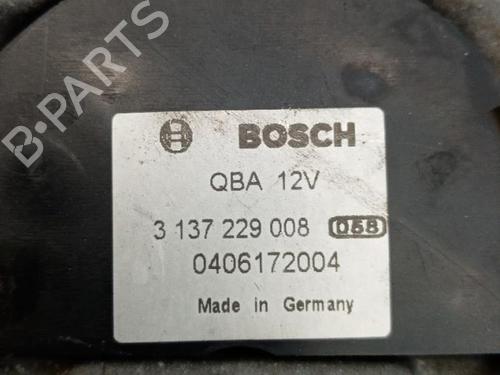 B-PARTS
BOSCH
QBA 12V
3 137 229 008 058
0406172004
Made in Germany